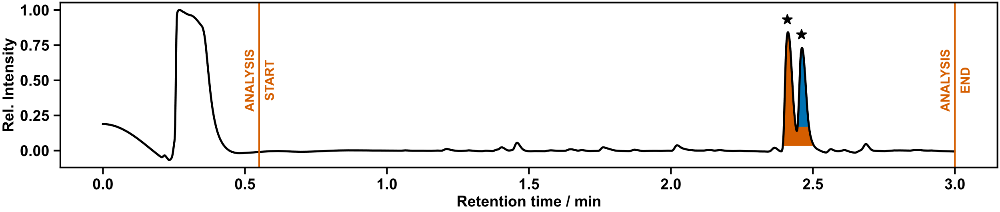 Rel. Intensity
1.00
0.75
0.50
0.25
0.00
ANALYSIS
START
ANALYSIS
END
0.0
0.5
1.0
1.5
2.0
2.5
3.0
Retention time / min